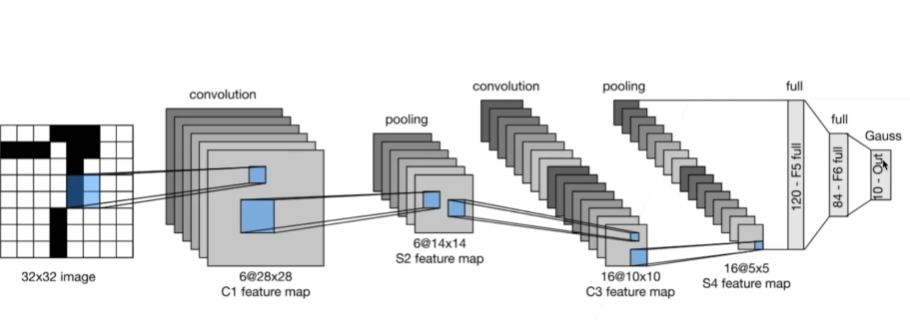 convolution
pooling
convolution
pooling
full
full
Gauss
32x32 image
6@28x28
C1 feature map
6@14x14
S2 feature map
16@10x10
C3 feature map
16@5x5
S4 feature map
120 - F5 full
84 - F6 full
10 - Out